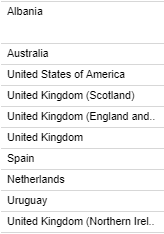 Albania
Australia
United States of America
United Kingdom (Scotland)
United Kingdom (England and..
United Kingdom
Spain
Netherlands
Uruguay
United Kingdom (Northern Irel..